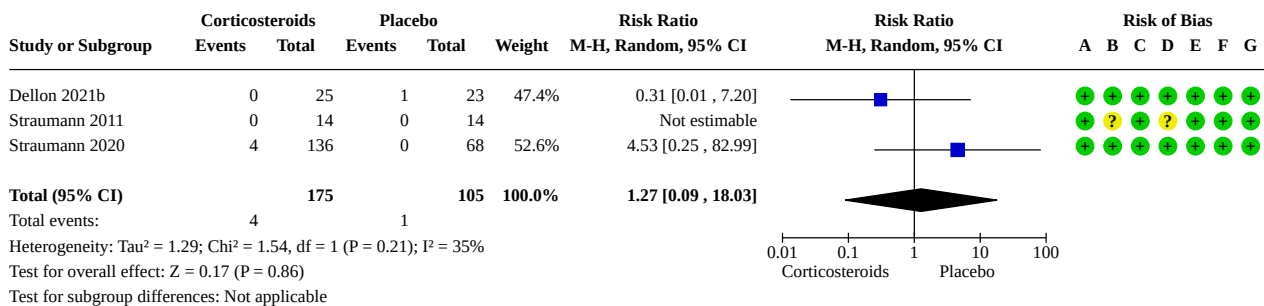 Corticosteroids Placebo Risk Ratio Risk Ratio Risk of Bias
Study or Subgroup Events Total Events Total Weight M-H, Random, 95% CI M-H, Random, 95% CI A B C D E F G
Dellon 2021b 0 25 1 23 47.4% 0.31 [0.01 , 7.20] + + + + + + +
Straumann 2011 0 14 0 14 Not estimable + ? + ? + + +
Straumann 2020 4 136 0 68 52.6% 4.53 [0.25 , 82.99] + + + + + + +
Total (95% CI) 175 105 100.0% 1.27 [0.09 , 18.03]
Total events: 4 1
Heterogeneity: Tau² = 1.29; Chi² = 1.54, df = 1 (P = 0.21); I² = 35%
0.01 0.1 1 10 100
Test for overall effect: Z = 0.17 (P = 0.86) Corticosteroids Placebo
Test for subgroup differences: Not applicable